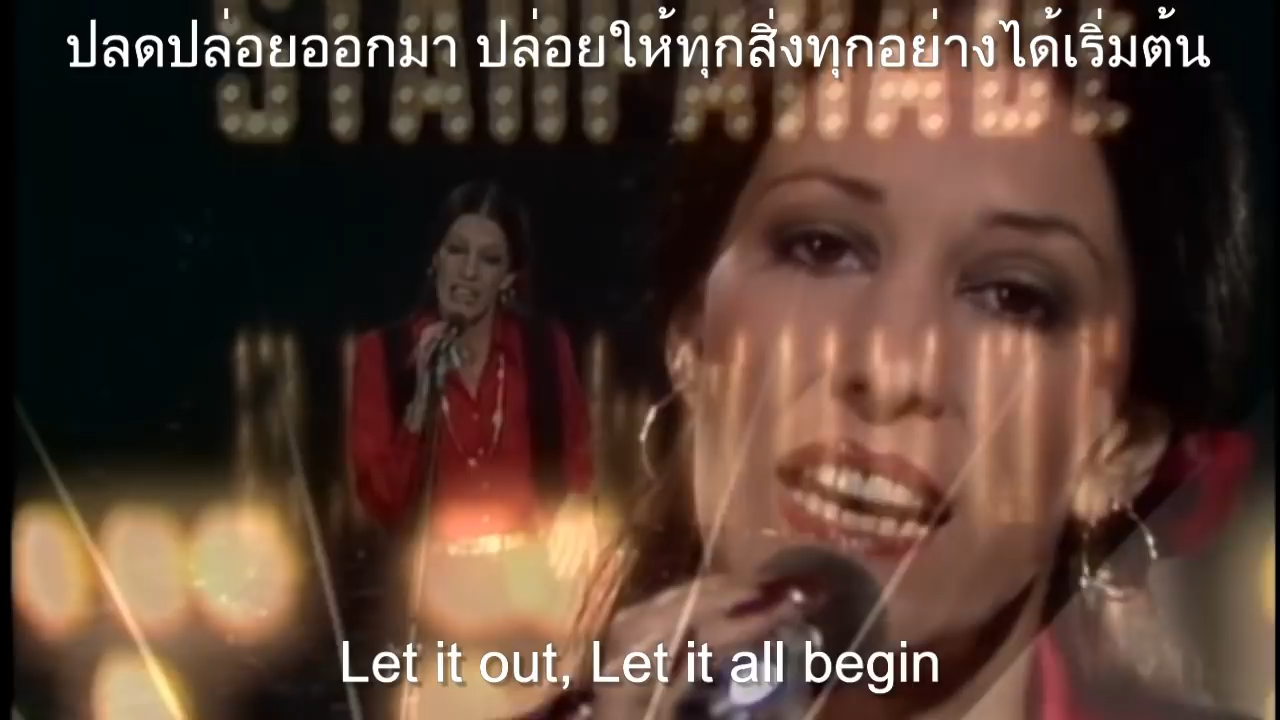 ปลดปล่อยออกมา ปล่อยให้ทุกสิ่งทุกอย่างได้เริ่มต้น
STARPARADE
Let it out, Let it all begin